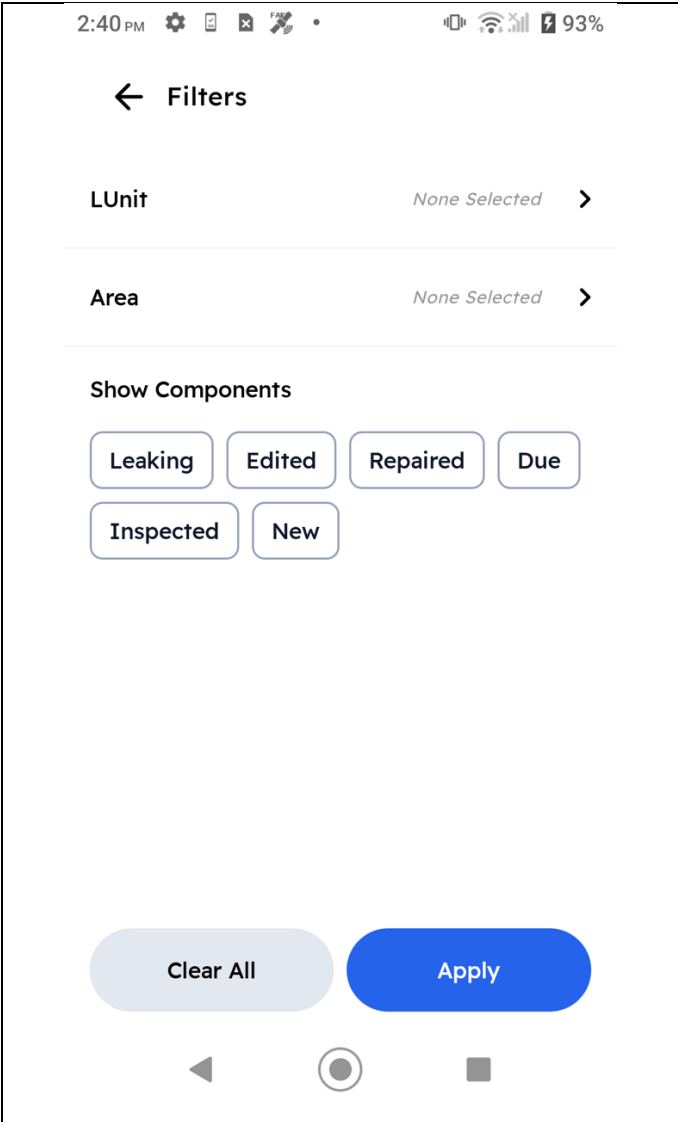 2:40 PM FAKE 93%
Filters
LUnit None Selected
Area None Selected
Show Components
Leaking Edited Repaired Due
Inspected New
Clear All Apply